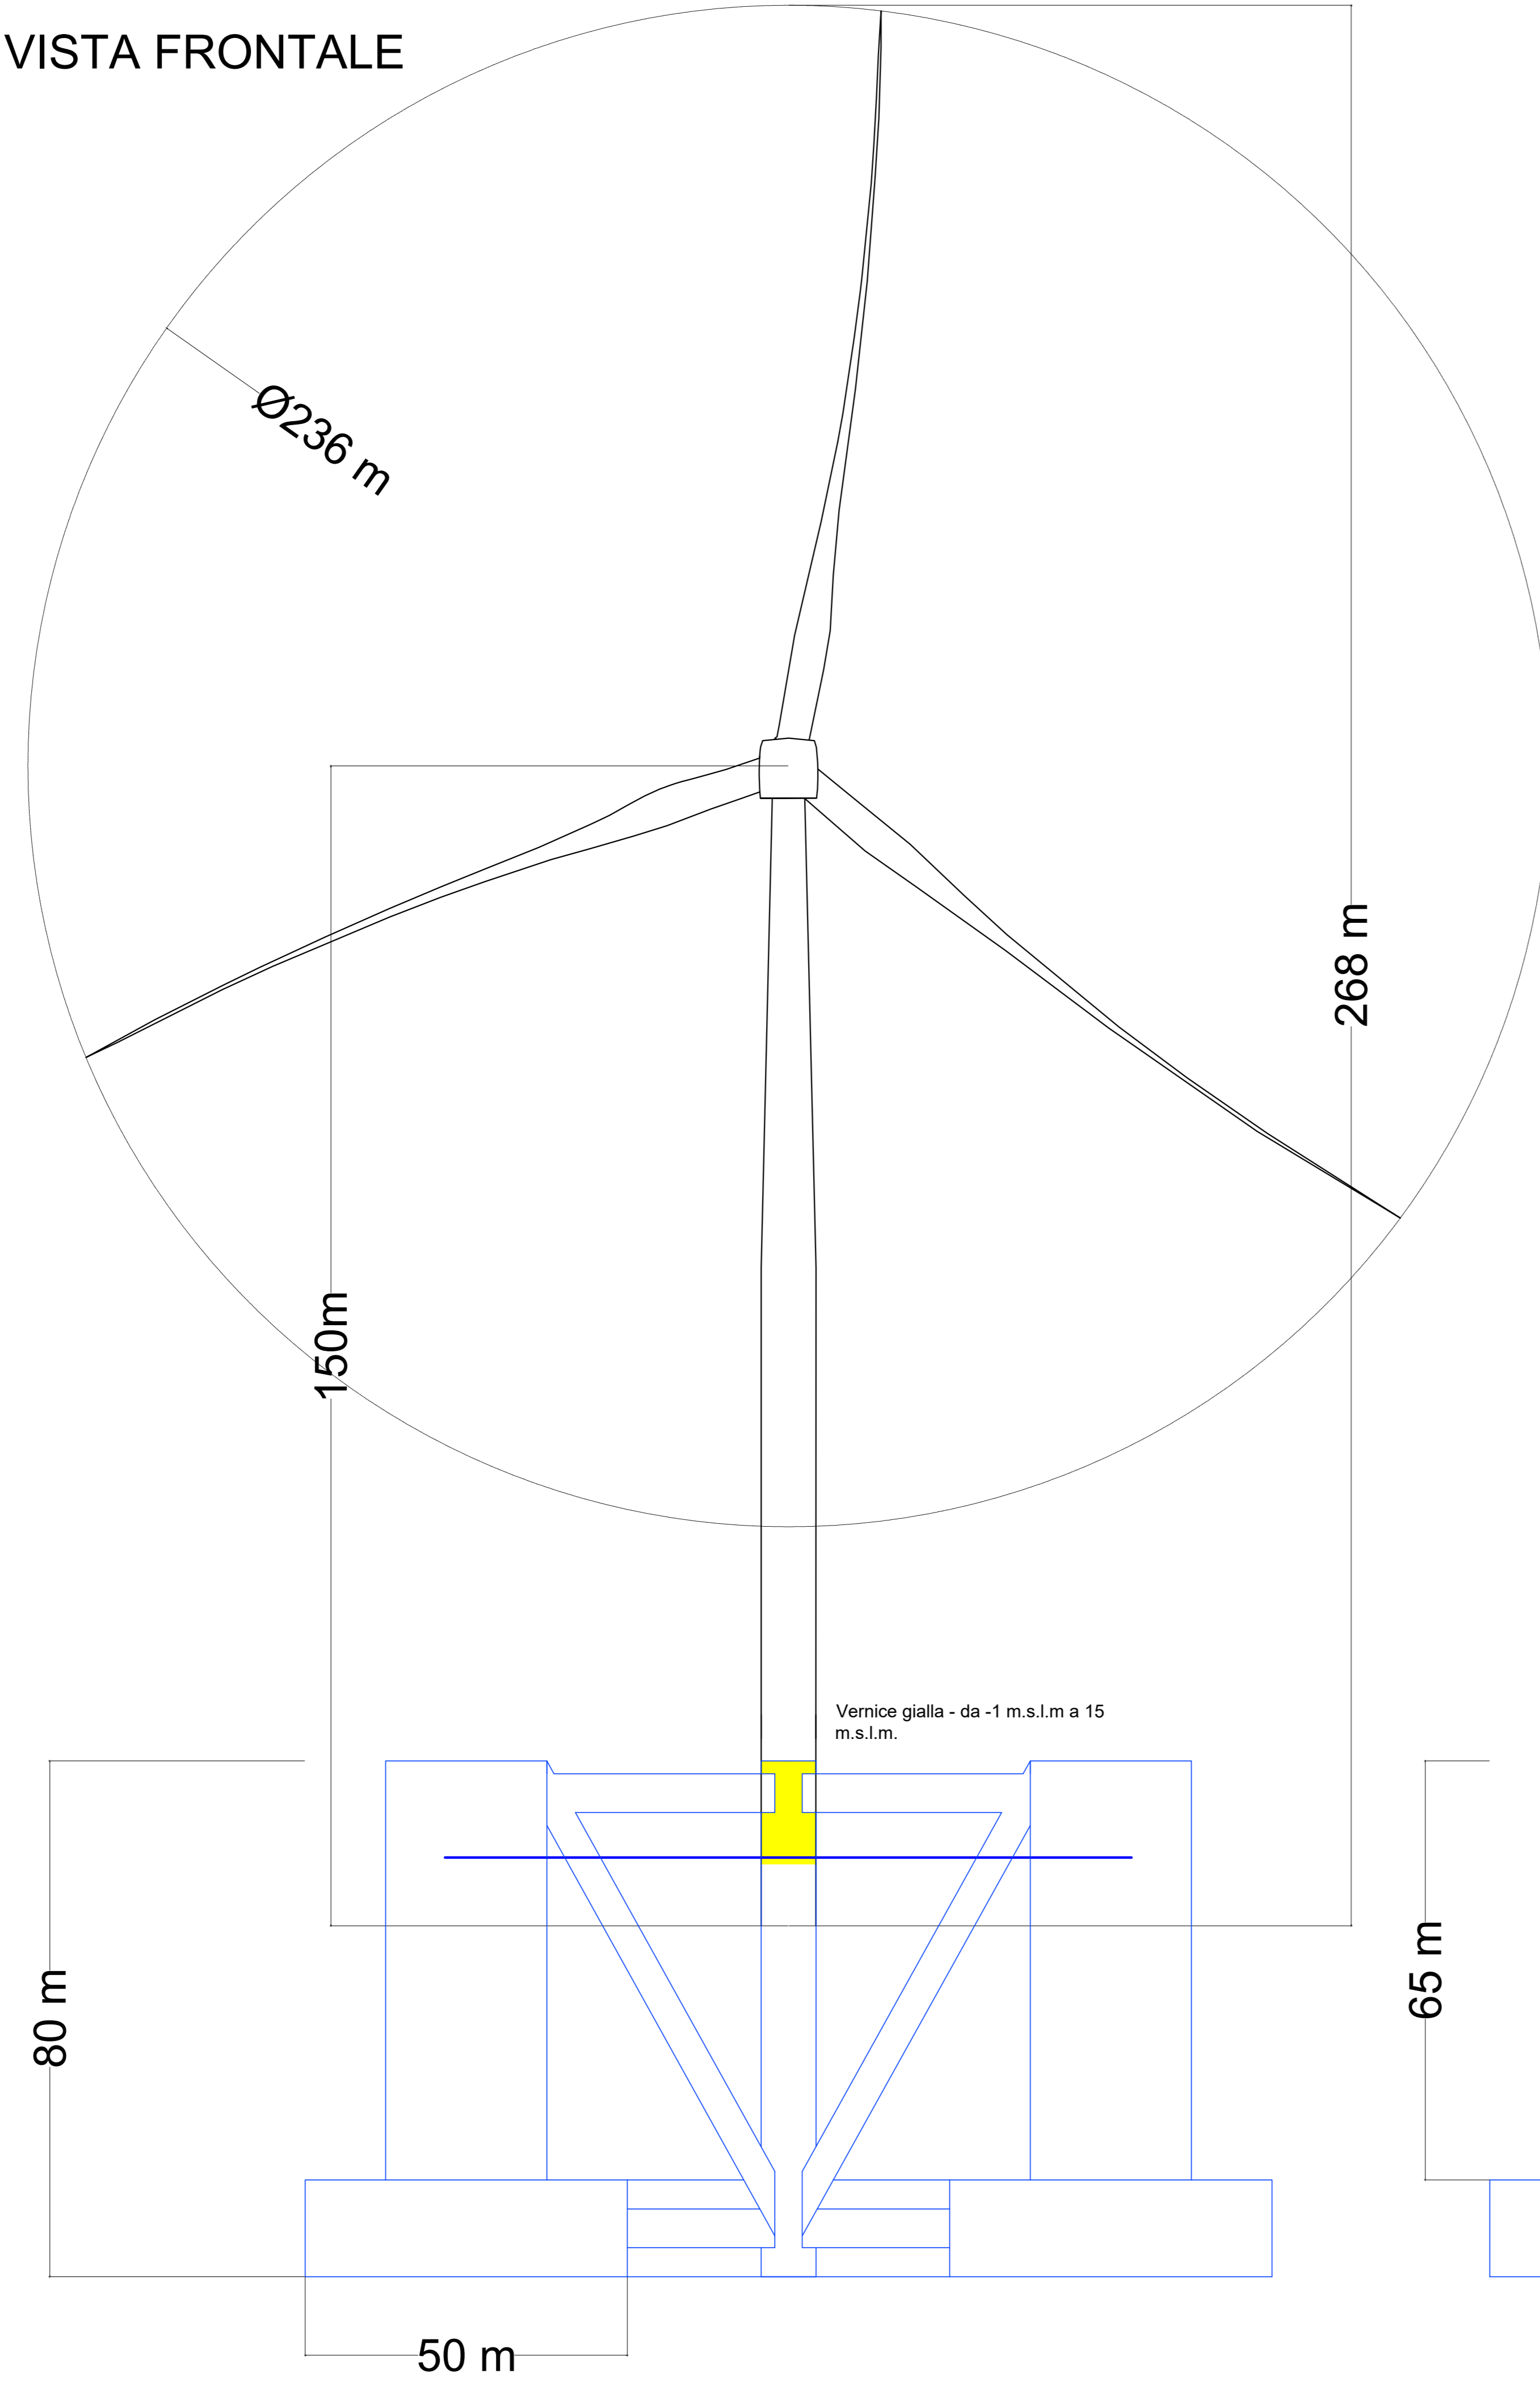 VISTA FRONTALE
Ø236 m
268 m
150m
Vernice gialla - da -1 m.s.l.m a 15
m.s.l.m.
80 m
65 m
50 m